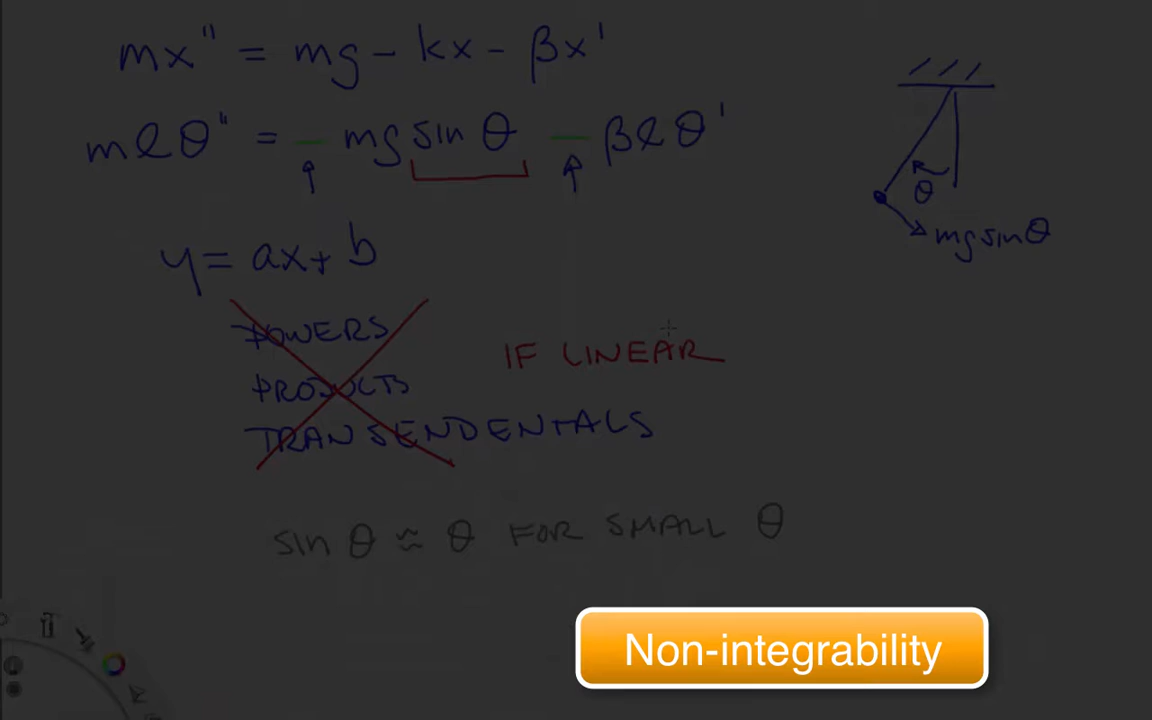 mx" = mg - kx - βx'
mlθ" = - mg sin θ - βlθ'
θ
mg sin θ
y = ax + b
POWERS
PRODUCTS
IF LINEAR
TRANSENDENTALS
sin θ ≈ θ FOR SMALL θ
Non-integrability